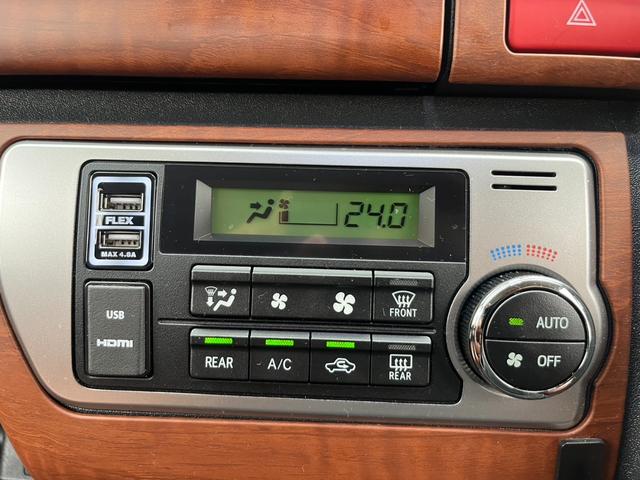 FLEX
MAX 4.8A
24.0
USB
HDMI
FRONT
REAR
A/C
REAR
AUTO
OFF